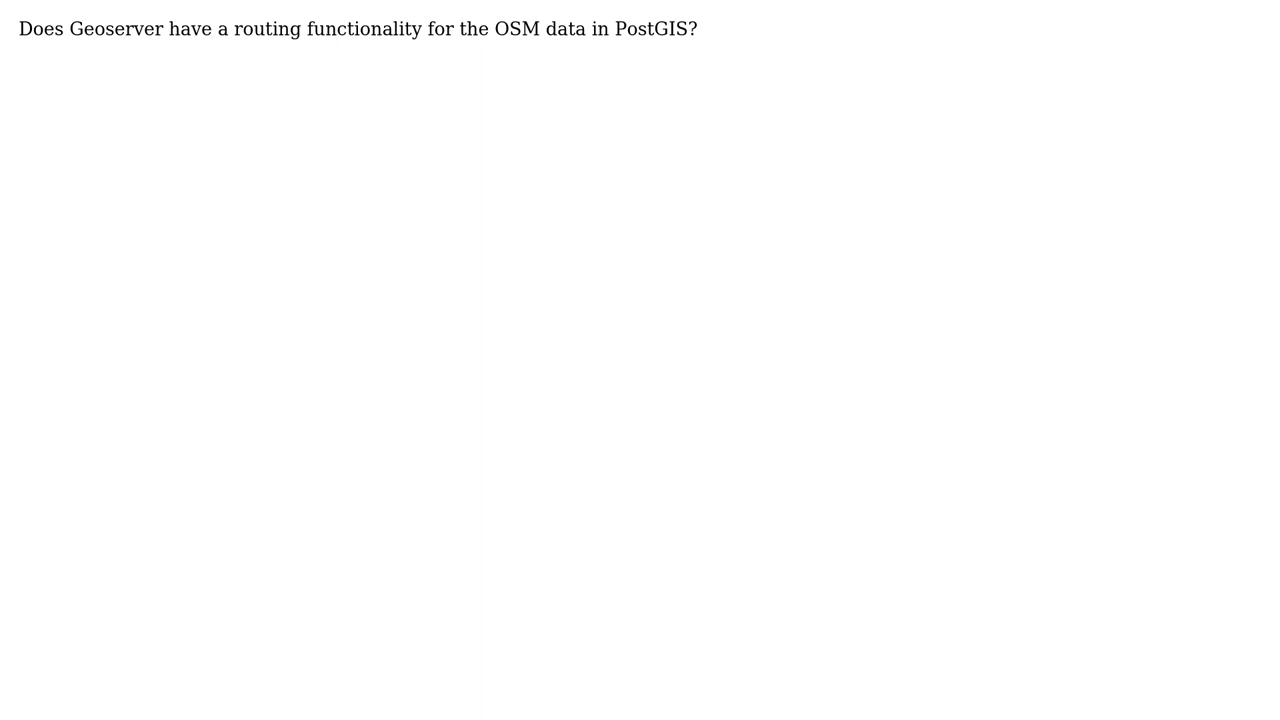 Does Geoserver have a routing functionality for the OSM data in PostGIS?